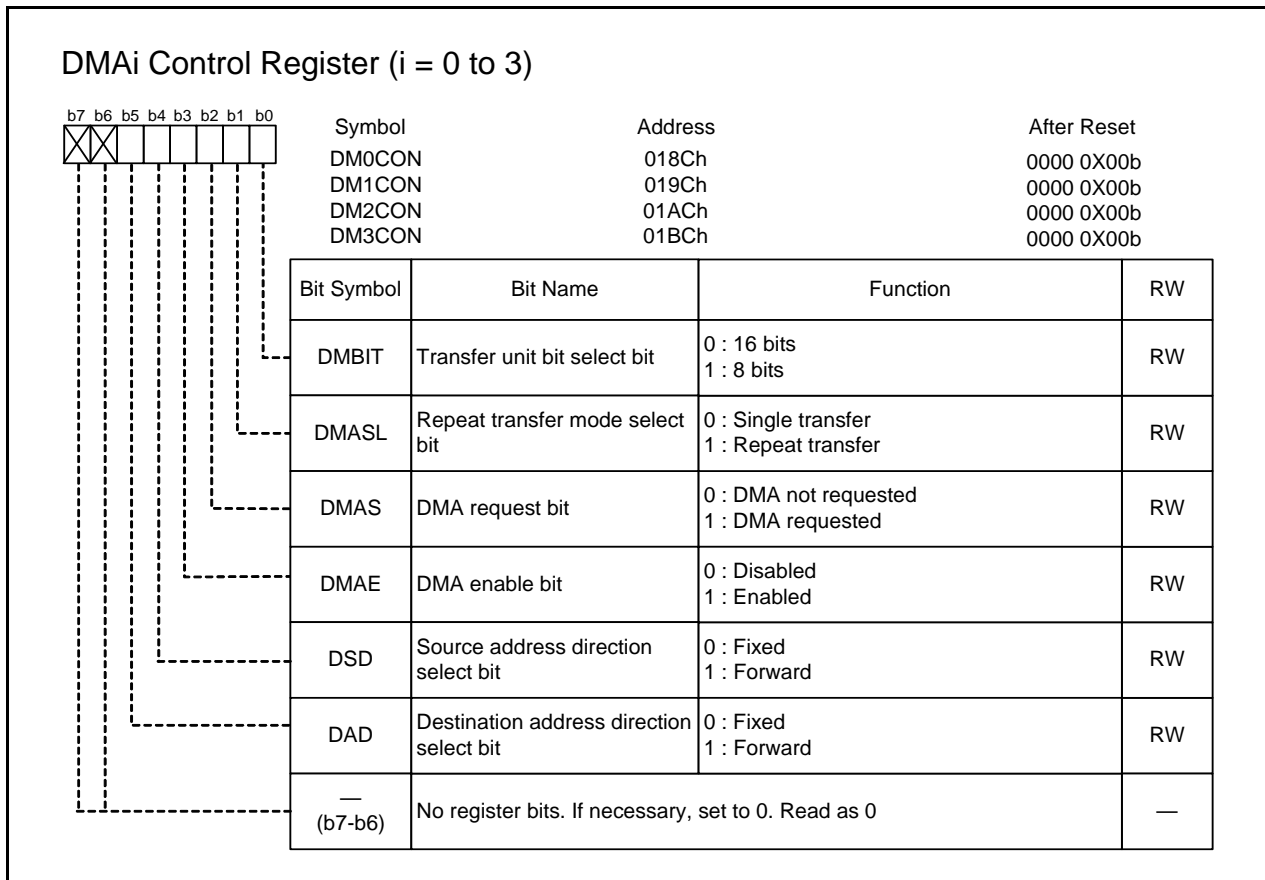 DMAi Control Register (i = 0 to 3)
b7 b6 b5 b4 b3 b2 b1 b0
Symbol Address After Reset
DM0CON 018Ch 0000 0X00b
DM1CON 019Ch 0000 0X00b
DM2CON 01ACh 0000 0X00b
DM3CON 01BCh 0000 0X00b
Bit Symbol Bit Name Function RW
DMBIT Transfer unit bit select bit 0 : 16 bits RW
1 : 8 bits
DMASL Repeat transfer mode select 0 : Single transfer RW
bit 1 : Repeat transfer
DMAS DMA request bit 0 : DMA not requested RW
1 : DMA requested
DMAE DMA enable bit 0 : Disabled RW
1 : Enabled
DSD Source address direction 0 : Fixed RW
select bit 1 : Forward
DAD Destination address direction 0 : Fixed RW
select bit 1 : Forward
— No register bits. If necessary, set to 0. Read as 0 —
(b7-b6)